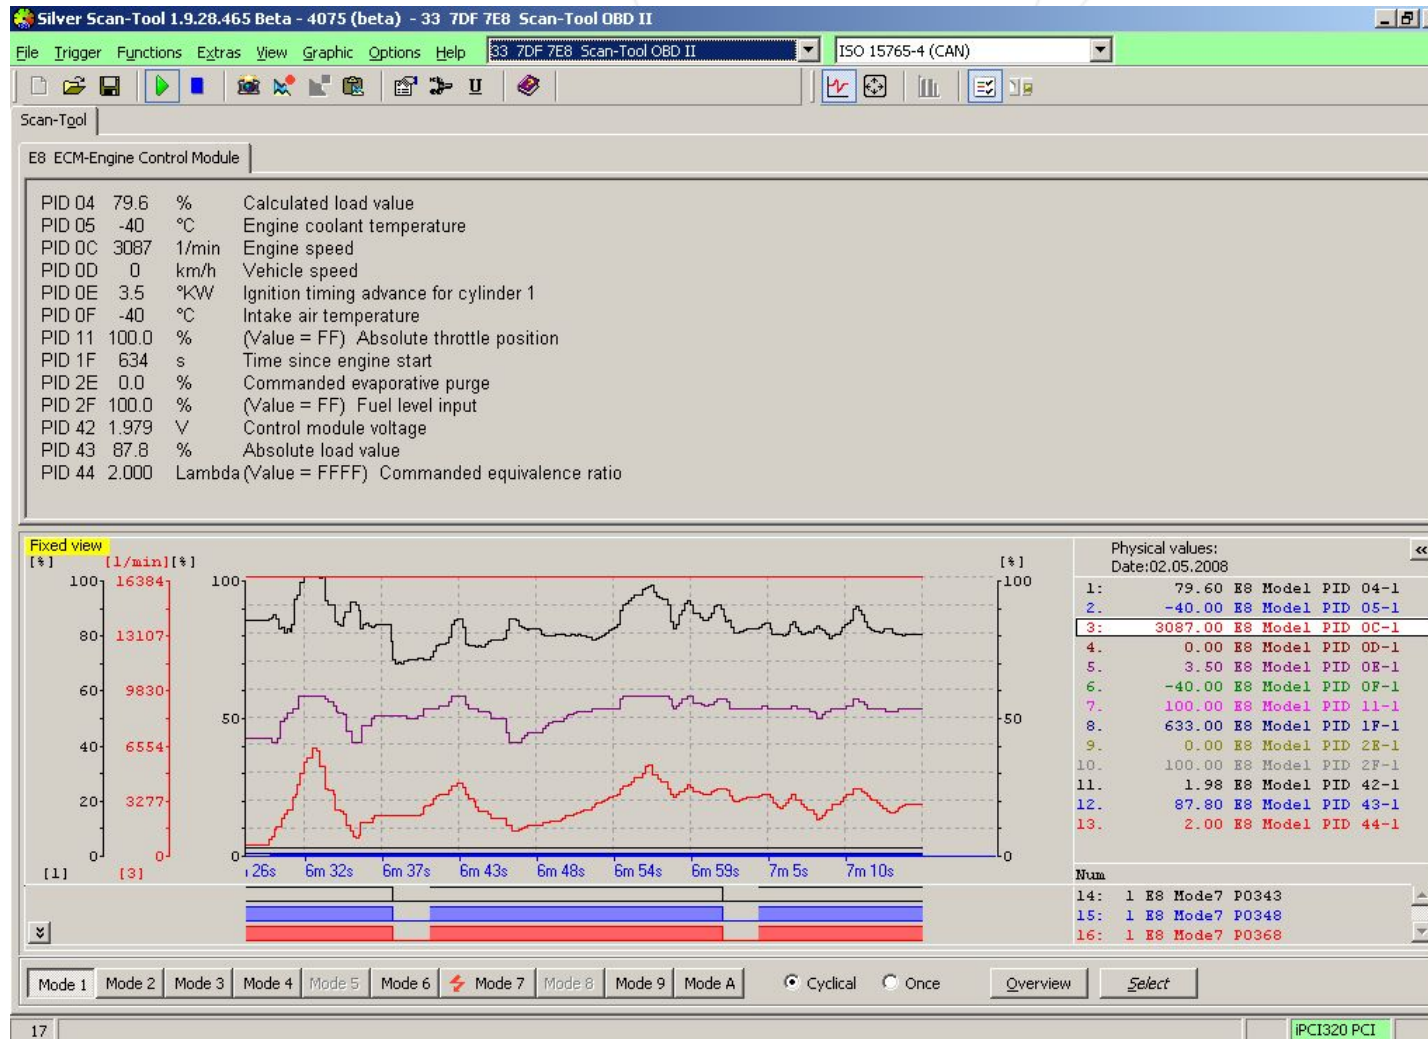 Silver Scan-Tool 1.9.28.465 Beta - 4075 (beta) - 33 7DF 7E8 Scan-Tool OBD II
File Trigger Functions Extras View Graphic Options Help 33 7DF 7E8 Scan-Tool OBD II ISO 15765-4 (CAN)
U
Scan-Tool
E8 ECM-Engine Control Module
PID 04 79.6 % Calculated load value
PID 05 -40 °C Engine coolant temperature
PID 0C 3087 1/min Engine speed
PID 0D 0 km/h Vehicle speed
PID 0E 3.5 °KW Ignition timing advance for cylinder 1
PID 0F -40 °C Intake air temperature
PID 11 100.0 % (Value = FF) Absolute throttle position
PID 1F 634 s Time since engine start
PID 2E 0.0 % Commanded evaporative purge
PID 2F 100.0 % (Value = FF) Fuel level input
PID 42 1.979 V Control module voltage
PID 43 87.8 % Absolute load value
PID 44 2.000 Lambda (Value = FFFF) Commanded equivalence ratio
Fixed view
[%] [1/min] [%] [%]
100 16384 100 100
80 13107
60 9830
50 50
40 6554
20 3277
0 0 0 0
[1] [3]
26s 6m 32s 6m 37s 6m 43s 6m 48s 6m 54s 6m 59s 7m 5s 7m 10s
Physical values: «
Date:02.05.2008
1: 79.60 E8 Mode1 PID 04-1
2. -40.00 E8 Mode1 PID 05-1
3: 3087.00 E8 Mode1 PID 0C-1
4. 0.00 E8 Mode1 PID 0D-1
5. 3.50 E8 Mode1 PID 0E-1
6. -40.00 E8 Mode1 PID 0F-1
7. 100.00 E8 Mode1 PID 11-1
8. 633.00 E8 Mode1 PID 1F-1
9. 0.00 E8 Mode1 PID 2E-1
10. 100.00 E8 Mode1 PID 2F-1
11. 1.98 E8 Mode1 PID 42-1
12. 87.80 E8 Mode1 PID 43-1
13. 2.00 E8 Mode1 PID 44-1
Num
14: 1 E8 Mode7 P0343
15: 1 E8 Mode7 P0348
16: 1 E8 Mode7 P0368
Mode 1 Mode 2 Mode 3 Mode 4 Mode 5 Mode 6 Mode 7 Mode 8 Mode 9 Mode A Cyclical Once Overview Select
17 iPCI320 PCI